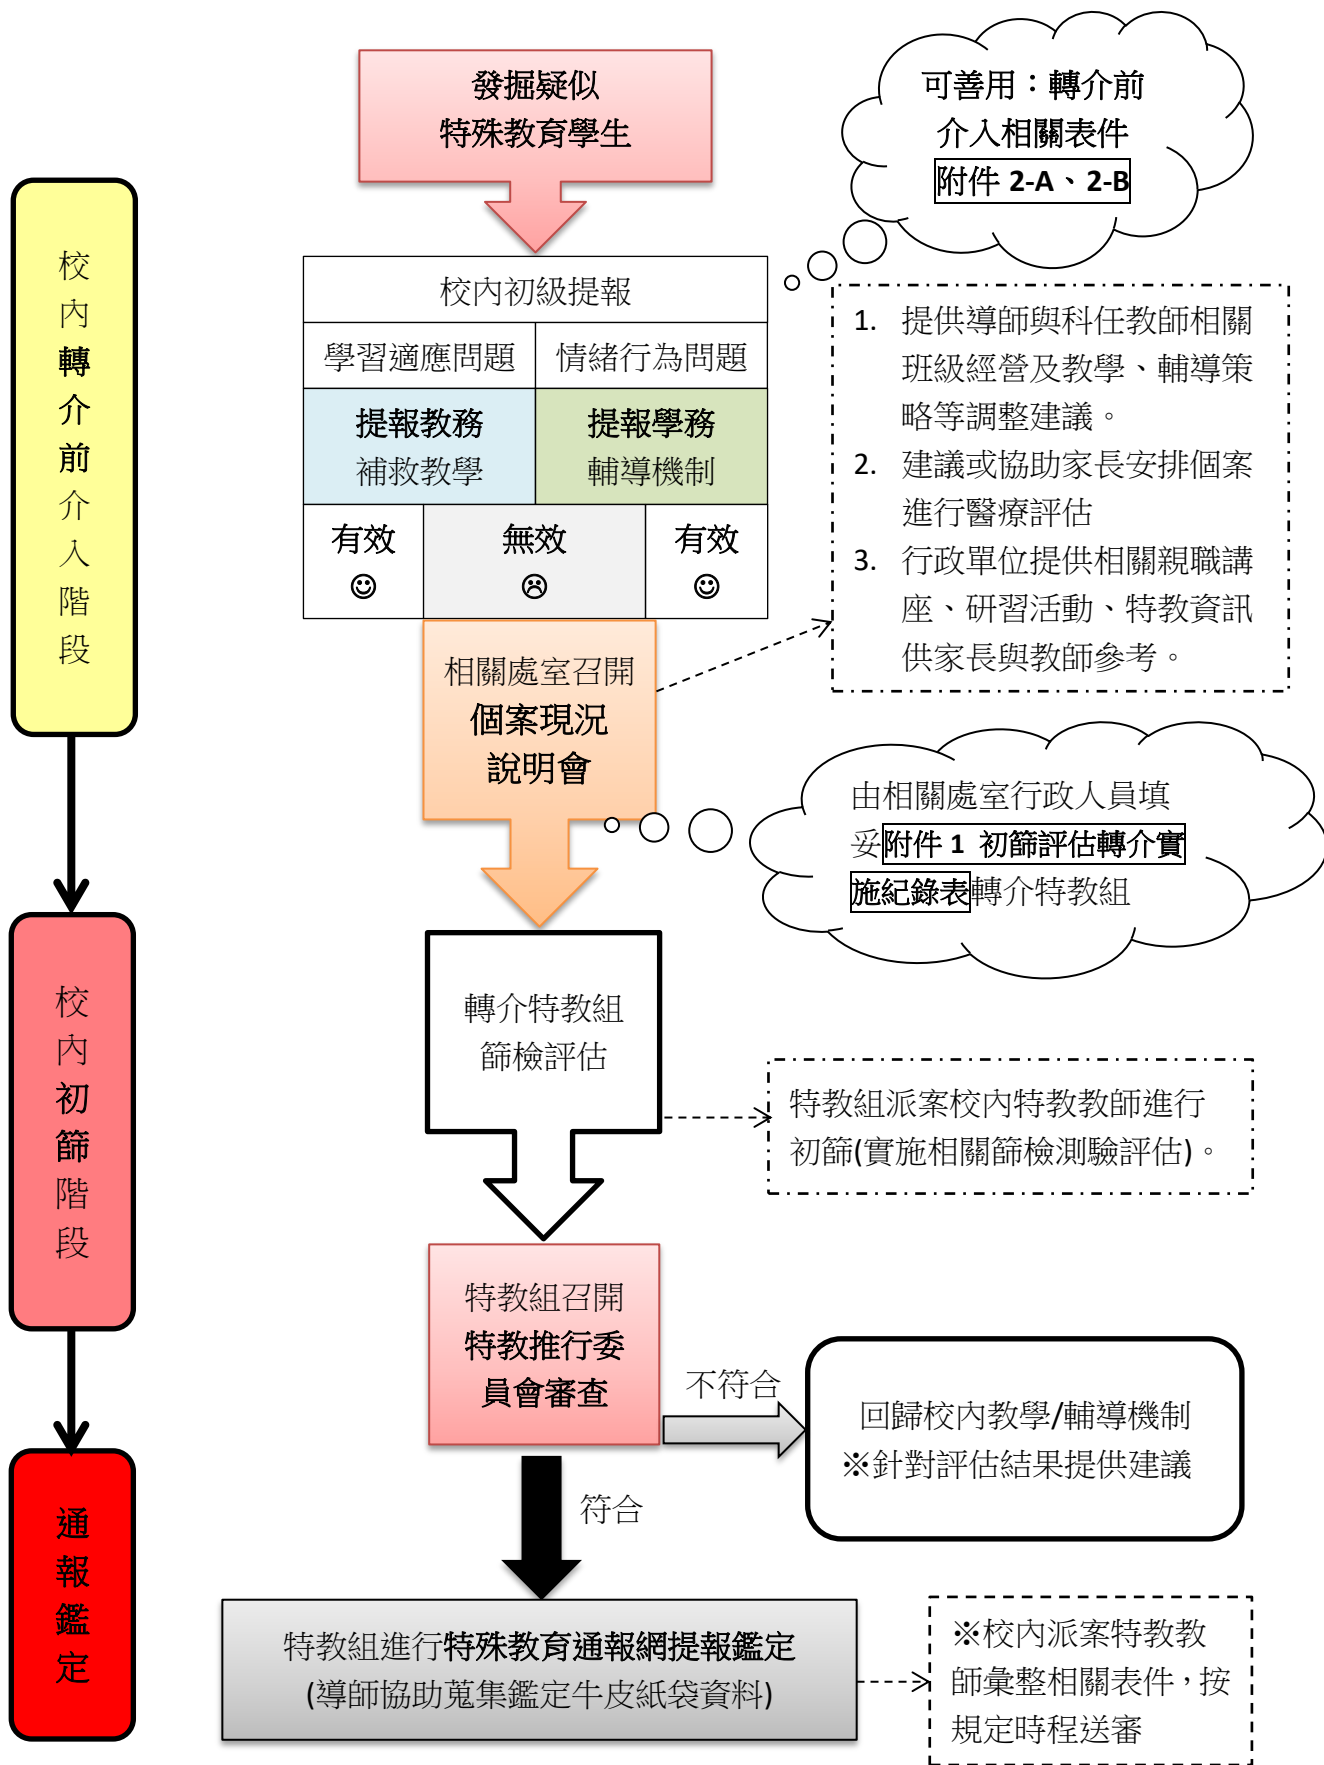 發掘疑似
特殊教育學生
可善用：轉介前
介入相關表件
附件 2-A、2-B
校
內
轉
介
前
介
入
階
段
校內初級提報
學習適應問題 情緒行為問題
提報教務 提報學務
補救教學 輔導機制
有效 無效 有效
1. 提供導師與科任教師相關
班級經營及教學、輔導策
略等調整建議。
2. 建議或協助家長安排個案
進行醫療評估
3. 行政單位提供相關親職講
座、研習活動、特教資訊
供家長與教師參考。
相關處室召開
個案現況
說明會
由相關處室行政人員填
妥附件 1 初篩評估轉介實
施紀錄表轉介特教組
校
內
初
篩
階
段
轉介特教組
篩檢評估
特教組派案校內特教教師進行
初篩(實施相關篩檢測驗評估)。
特教組召開
特教推行委
員會審查
不符合
回歸校內教學/輔導機制
※針對評估結果提供建議
符合
通
報
鑑
定
特教組進行特殊教育通報網提報鑑定
(導師協助蒐集鑑定牛皮紙袋資料)
※校內派案特教教
師彙整相關表件，按
規定時程送審